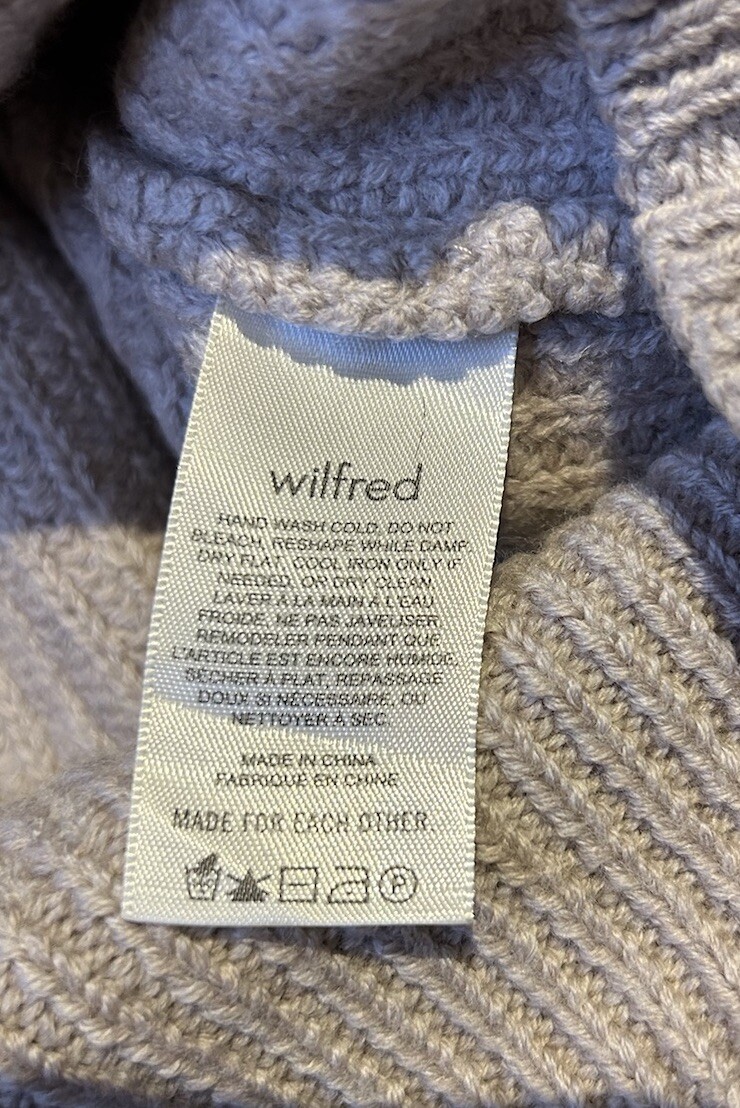 wilfred
HAND WASH COLD. DO NOT
BLEACH, RESHAPE WHILE DAMP.
DRY FLAT, COOL IRON ONLY IF
NEEDED. OR DRY CLEAN
LAVER À LA MAIN À L'EAU
FROIDE, NE PAS JAVELISER
REMODELER PENDANT QUE
L'ARTICLE EST ENCORE HUMIDE,
SÉCHER À PLAT, REPASSAGE
DOUX SI NÉCESSAIRE, OU
NETTOYER À SEC.
MADE IN CHINA
FABRIQUÉ EN CHINE
MADE FOR EACH OTHER.
P